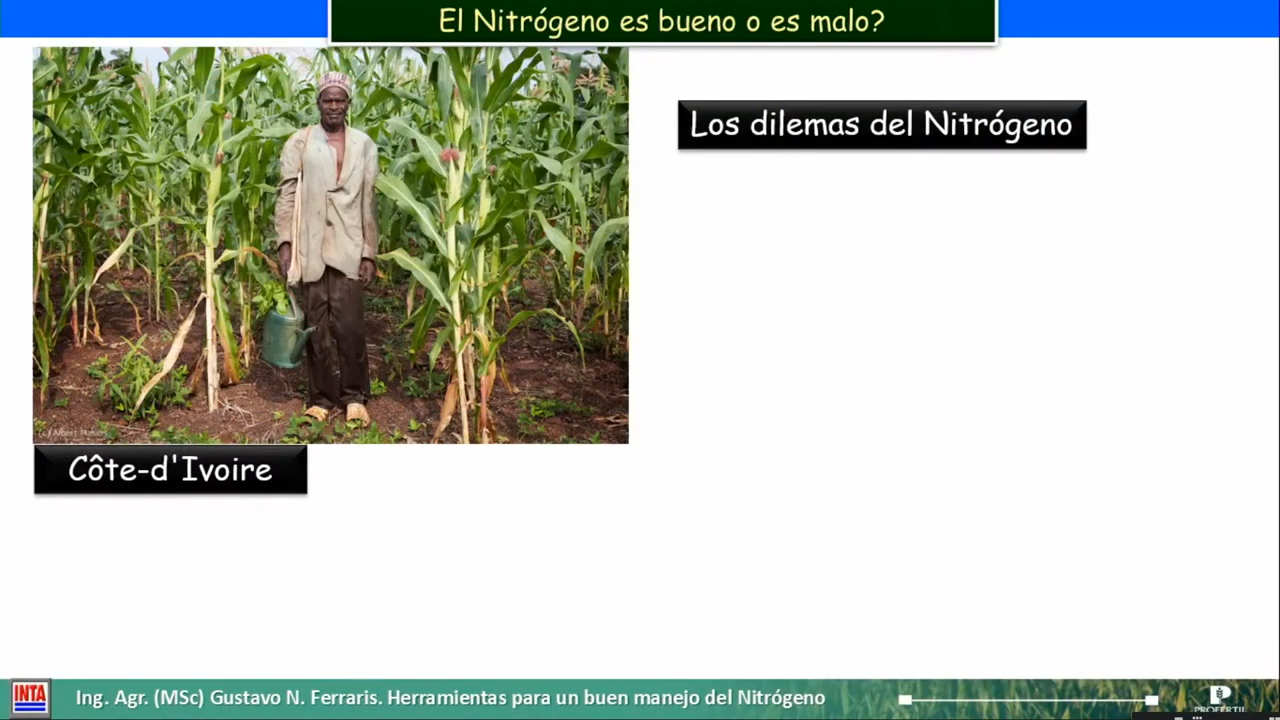 El Nitrógeno es bueno o es malo?
Los dilemas del Nitrógeno
Côte-d'Ivoire
INTA
Ing. Agr. (MSc) Gustavo N. Ferraris. Herramientas para un buen manejo del Nitrógeno
PROFERTIL